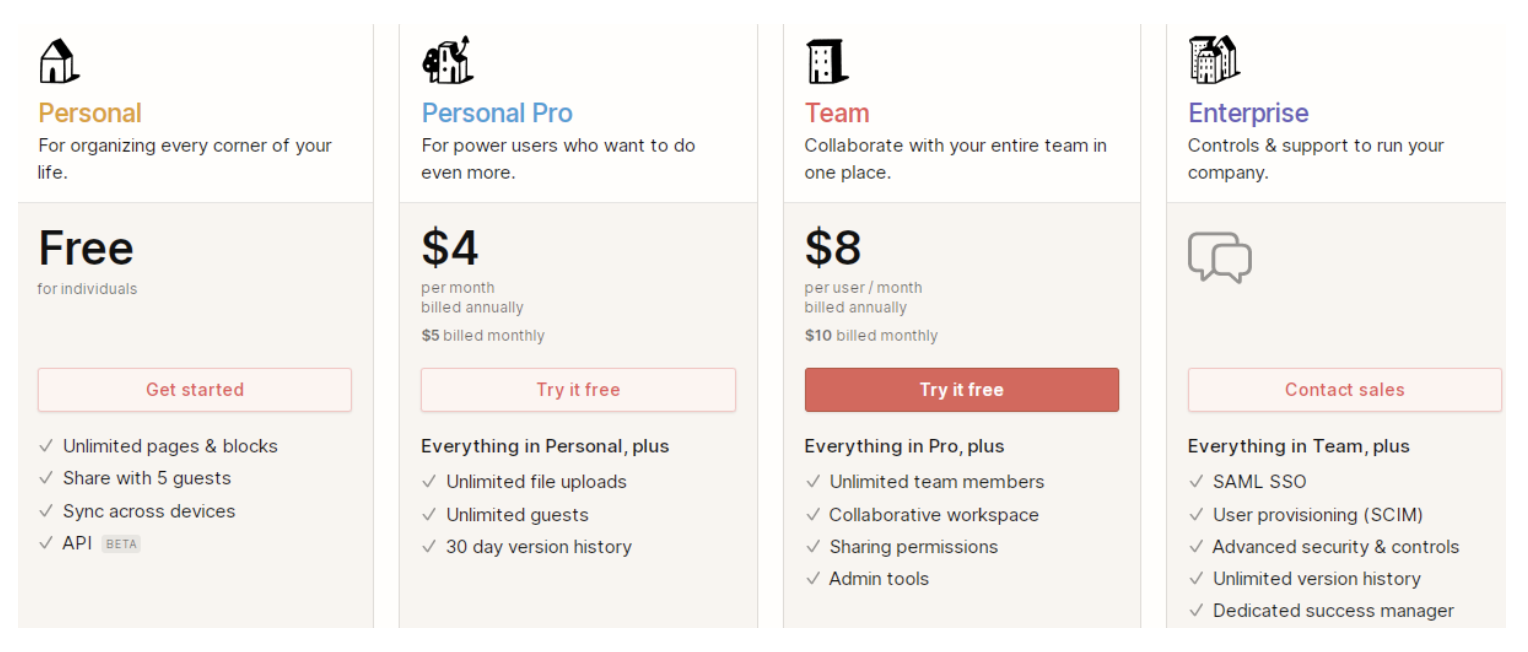 Personal
For organizing every corner of your
life.
Free
for individuals
Get started
Unlimited pages & blocks
Share with 5 guests
Sync across devices
API BETA
Personal Pro
For power users who want to do
even more.
$4
per month
billed annually
$5 billed monthly
Try it free
Everything in Personal, plus
Unlimited file uploads
Unlimited guests
30 day version history
Team
Collaborate with your entire team in
one place.
$8
per user / month
billed annually
$10 billed monthly
Try it free
Everything in Pro, plus
Unlimited team members
Collaborative workspace
Sharing permissions
Admin tools
Enterprise
Controls & support to run your
company.
Contact sales
Everything in Team, plus
SAML SSO
User provisioning (SCIM)
Advanced security & controls
Unlimited version history
Dedicated success manager